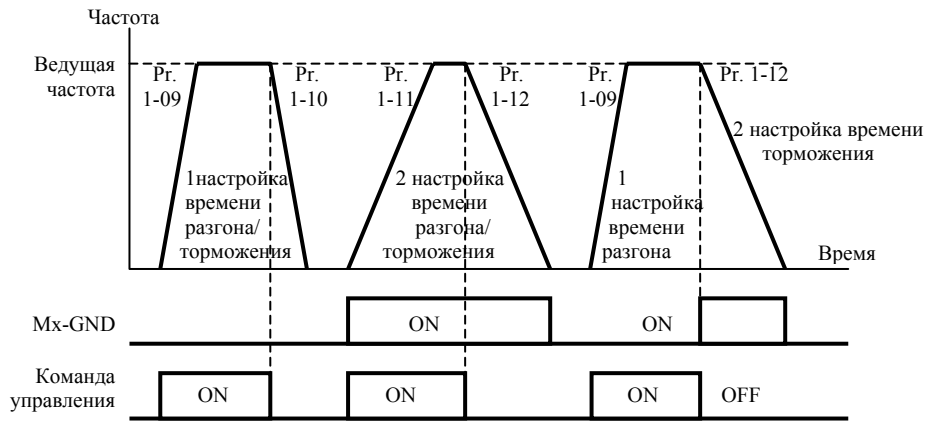 Частота
Ведущая
частота
Pr.
1-09
Pr.
1-10
Pr.
1-11
Pr.
1-12
Pr.
1-09
Pr. 1-12
2 настройка времени
торможения
1настройка
времени
разгона/
торможения
2 настройка
времени
разгона/
торможения
1
настройка
времени
разгона
Время
Mx-GND
ON
ON
Команда
управления
ON
ON
ON
OFF